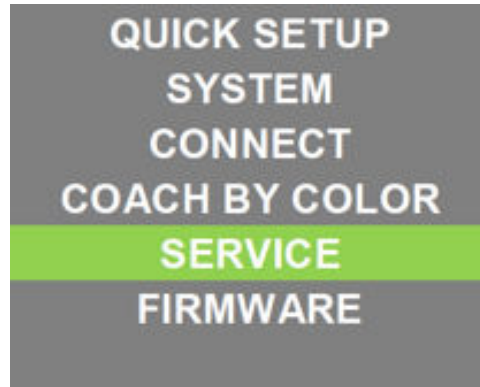 QUICK SETUP
SYSTEM
CONNECT
COACH BY COLOR
SERVICE
FIRMWARE